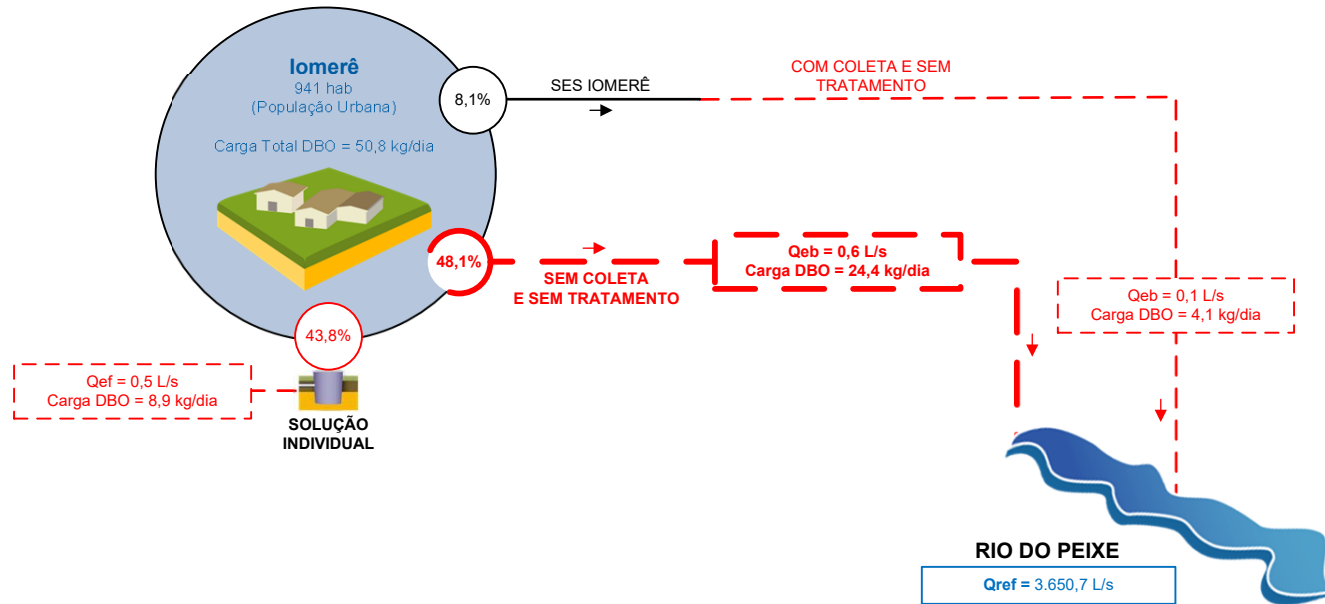 Iomerê
941 hab
(População Urbana)
Carga Total DBO = 50,8 kg/dia
8,1%
SES IOMERÊ
COM COLETA E SEM
TRATAMENTO
48,1%
SEM COLETA
E SEM TRATAMENTO
Qeb = 0,6 L/s
Carga DBO = 24,4 kg/dia
Qeb = 0,1 L/s
Carga DBO = 4,1 kg/dia
43,8%
Qef = 0,5 L/s
Carga DBO = 8,9 kg/dia
SOLUÇÃO
INDIVIDUAL
RIO DO PEIXE
Qref = 3.650,7 L/s